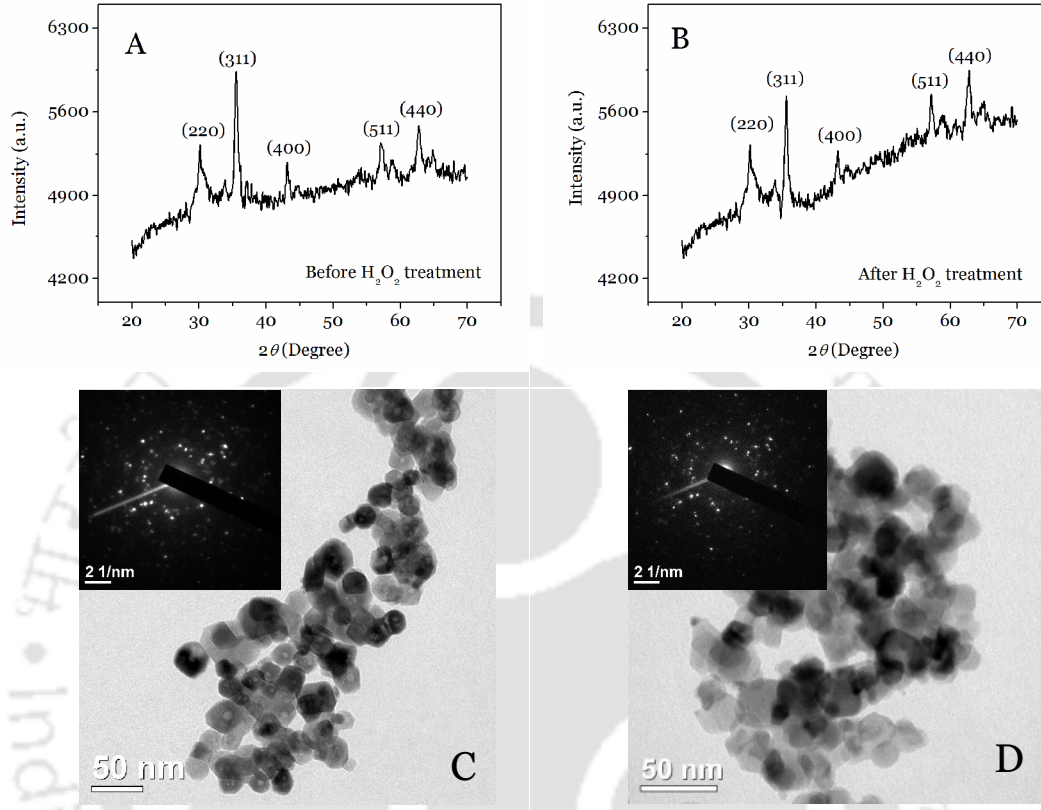 A
6300
5600
4900
4200
Intensity (a.u.)
(220)
(311)
(400)
(511)
(440)
Before H₂O₂ treatment
20 30 40 50 60 70
2θ (Degree)
B
6300
5600
4900
4200
Intensity (a.u.)
(220)
(311)
(400)
(511)
(440)
After H₂O₂ treatment
20 30 40 50 60 70
2θ (Degree)
2 1/nm
50 nm
C
2 1/nm
50 nm
D